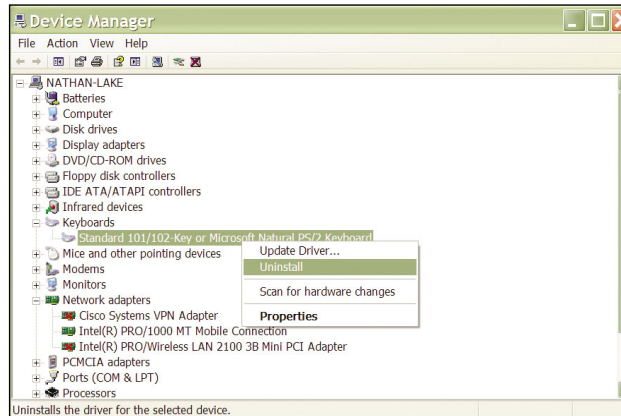 Device Manager
File Action View Help
NATHAN-LAKE
Batteries
Computer
Disk drives
Display adapters
DVD/CD-ROM drives
Floppy disk controllers
IDE ATA/ATAPI controllers
Infrared devices
Keyboards
Standard 101/102-Key or Microsoft Natural PS/2 Keyboard
Mice and other pointing devices
Modems
Monitors
Network adapters
Cisco Systems VPN Adapter
Intel(R) PRO/1000 MT Mobile Connection
Intel(R) PRO/Wireless LAN 2100 3B Mini PCI Adapter
PCMCIA adapters
Ports (COM & LPT)
Processors
Update Driver...
Uninstall
Scan for hardware changes
Properties
Uninstalls the driver for the selected device.